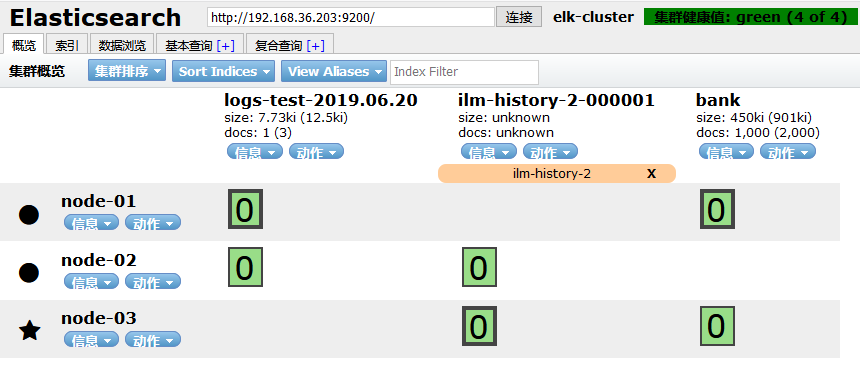 Elasticsearch http://192.168.36.203:9200/ 连接 elk-cluster 集群健康值: green (4 of 4)
概览 索引 数据浏览 基本查询 [+] 复合查询 [+]
集群概览 集群排序 Sort Indices View Aliases Index Filter
logs-test-2019.06.20 ilm-history-2-000001 bank
size: 7.73ki (12.5ki) size: unknown size: 450ki (901ki)
docs: 1 (3) docs: unknown docs: 1,000 (2,000)
信息 动作 信息 动作 信息 动作
ilm-history-2 X
node-01 0 0
信息 动作
node-02 0 0
信息 动作
node-03 0 0
信息 动作